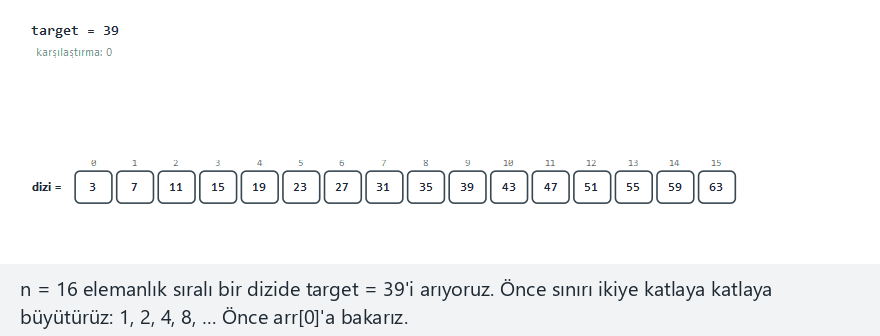 target = 39
karşılaştırma: 0
0 1 2 3 4 5 6 7 8 9 10 11 12 13 14 15
dizi = 3 7 11 15 19 23 27 31 35 39 43 47 51 55 59 63
n = 16 elemanlık sıralı bir dizide target = 39'i arıyoruz. Önce sınırı ikiye katlaya katlaya
büyütürüz: 1, 2, 4, 8, ... Önce arr[0]'a bakarız.